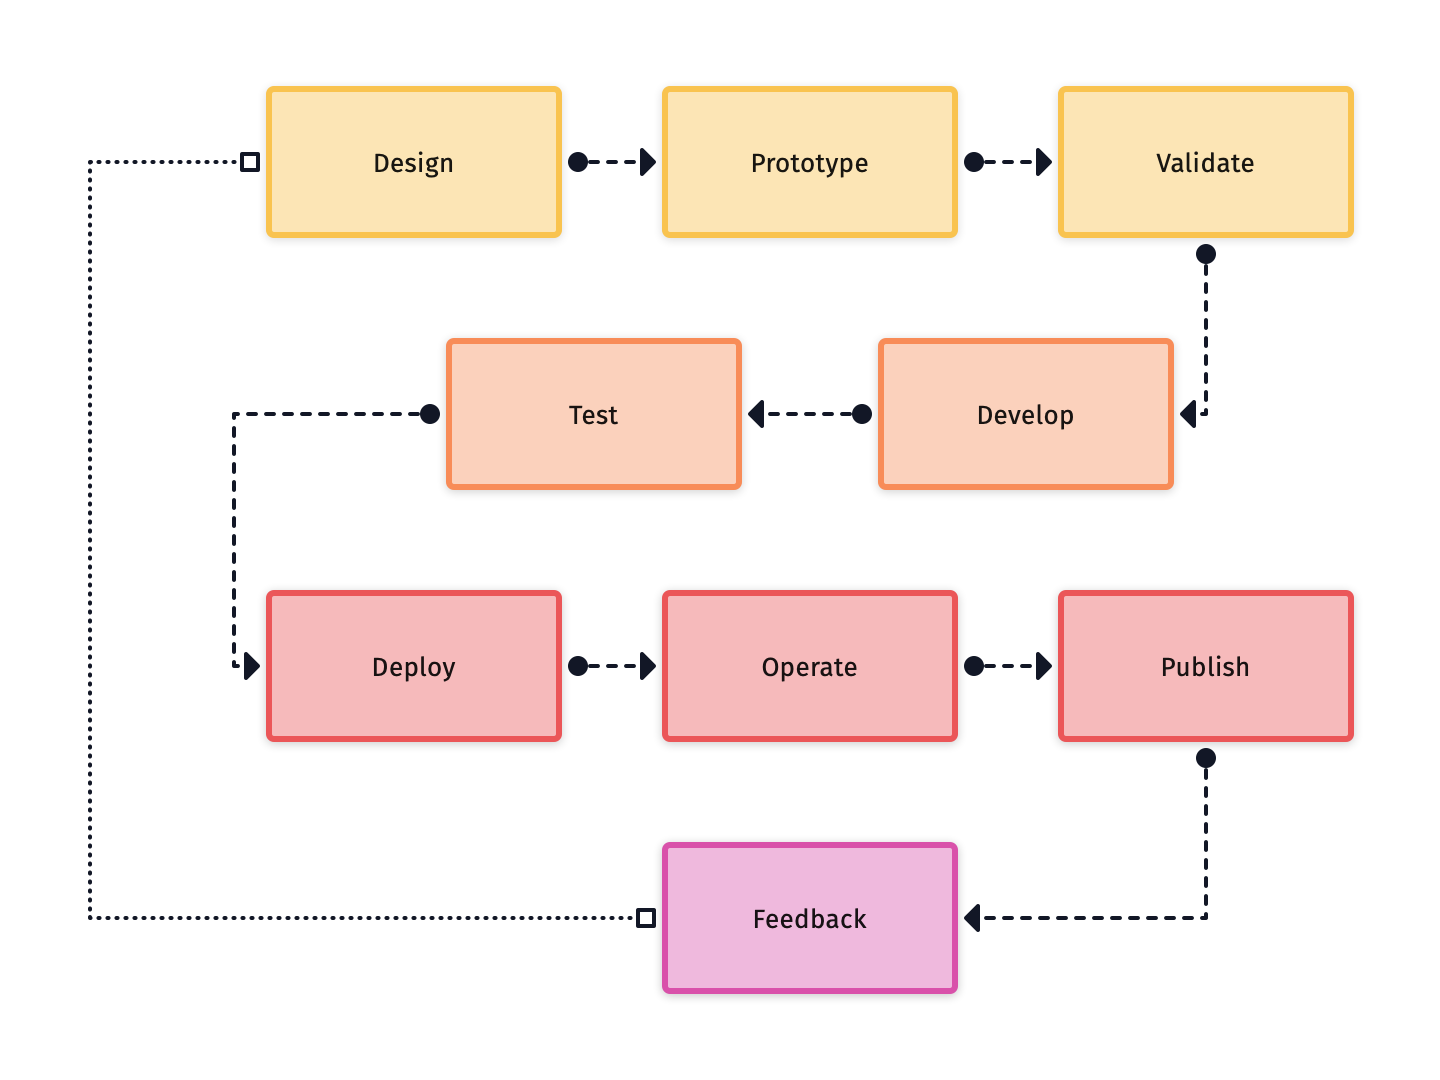 Design
Prototype
Validate
Test
Develop
Deploy
Operate
Publish
Feedback